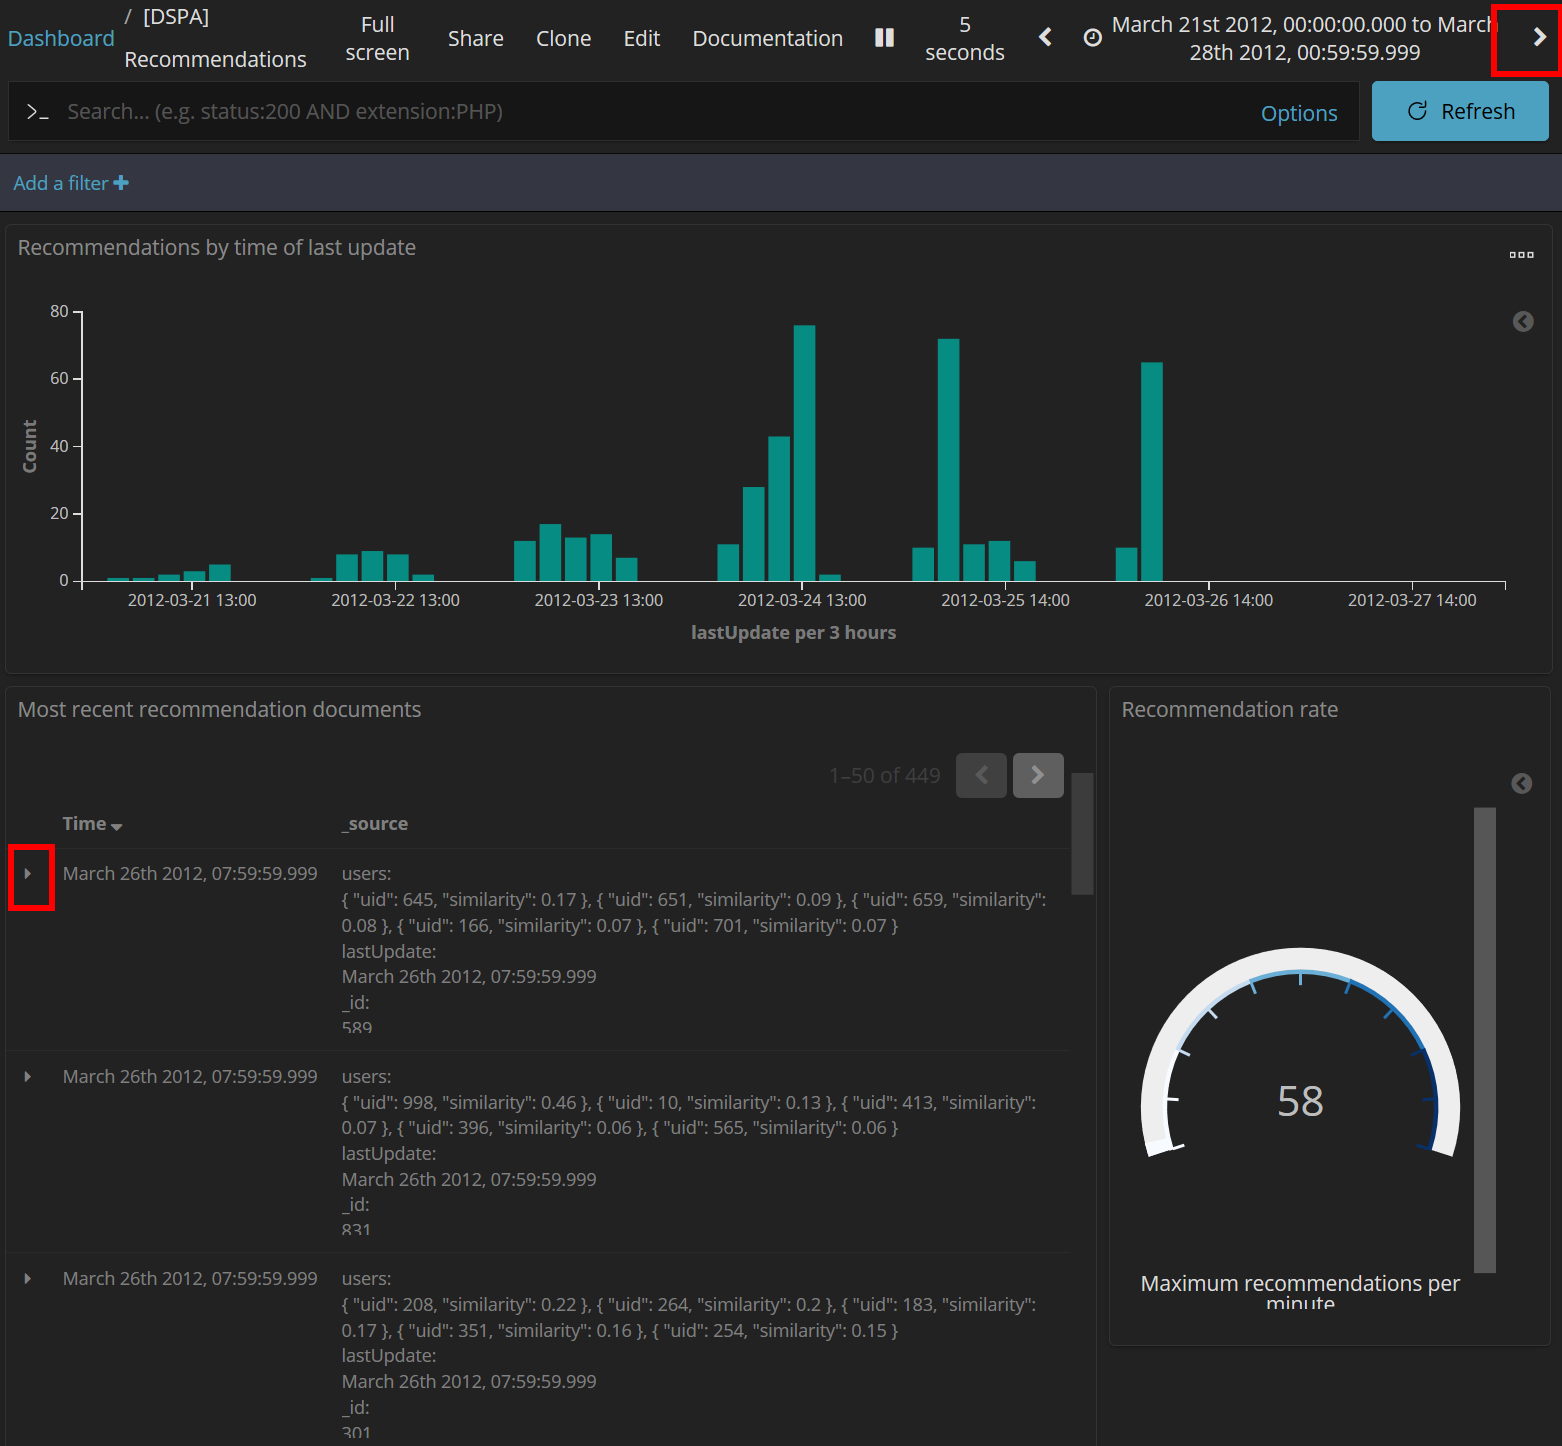 Dashboard / [DSPA] Recommendations
Full screen
Share
Clone
Edit
Documentation
5 seconds
March 21st 2012, 00:00:00.000 to March
28th 2012, 00:59:59.999
>_ Search... (e.g. status:200 AND extension:PHP)
Options
Refresh
Add a filter +
Recommendations by time of last update
80
60
40
20
0
Count
2012-03-21 13:00
2012-03-22 13:00
2012-03-23 13:00
2012-03-24 13:00
2012-03-25 14:00
2012-03-26 14:00
2012-03-27 14:00
lastUpdate per 3 hours
Most recent recommendation documents
1–50 of 449
Time
_source
March 26th 2012, 07:59:59.999
users:
{ "uid": 645, "similarity": 0.17 }, { "uid": 651, "similarity": 0.09 }, { "uid": 659, "similarity":
0.08 }, { "uid": 166, "similarity": 0.07 }, { "uid": 701, "similarity": 0.07 }
lastUpdate:
March 26th 2012, 07:59:59.999
_id:
589
March 26th 2012, 07:59:59.999
users:
{ "uid": 998, "similarity": 0.46 }, { "uid": 10, "similarity": 0.13 }, { "uid": 413, "similarity":
0.07 }, { "uid": 396, "similarity": 0.06 }, { "uid": 565, "similarity": 0.06 }
lastUpdate:
March 26th 2012, 07:59:59.999
_id:
831
March 26th 2012, 07:59:59.999
users:
{ "uid": 208, "similarity": 0.22 }, { "uid": 264, "similarity": 0.2 }, { "uid": 183, "similarity":
0.17 }, { "uid": 351, "similarity": 0.16 }, { "uid": 254, "similarity": 0.15 }
lastUpdate:
March 26th 2012, 07:59:59.999
_id:
301
Recommendation rate
58
Maximum recommendations per
minute